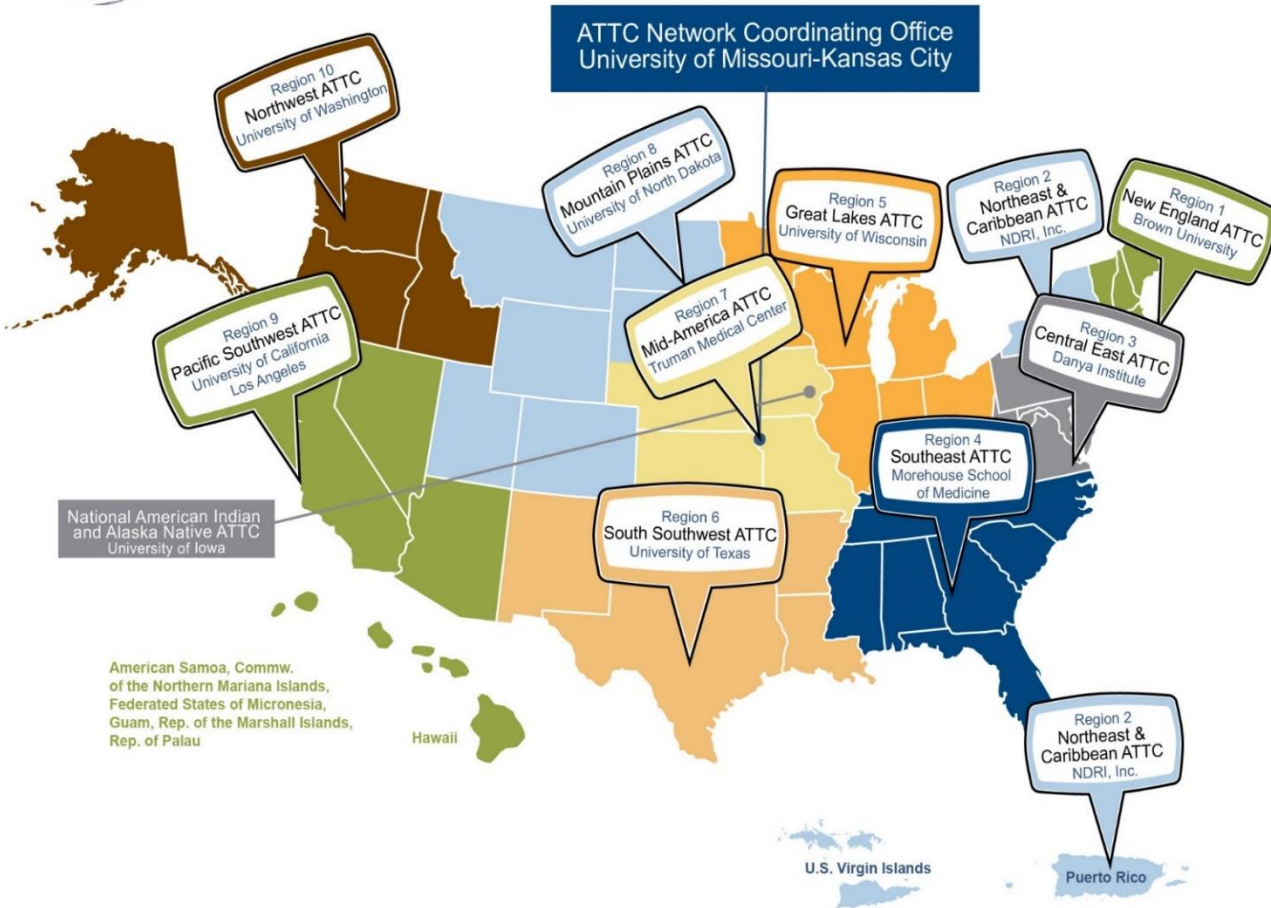 ATTC Network Coordinating Office
University of Missouri-Kansas City
Region 10
Northwest ATTC
University of Washington
Region 8
Mountain Plains ATTC
University of North Dakota
Region 5
Great Lakes ATTC
University of Wisconsin
Region 2
Northeast &
Caribbean ATTC
NDRI, Inc.
Region 1
New England ATTC
Brown University
Region 9
Pacific Southwest ATTC
University of California
Los Angeles
Region 7
Mid-America ATTC
Truman Medical Center
Region 3
Central East ATTC
Danya Institute
Region 4
Southeast ATTC
Morehouse School
of Medicine
National American Indian
and Alaska Native ATTC
University of Iowa
Region 6
South Southwest ATTC
University of Texas
American Samoa, Commw.
of the Northern Mariana Islands,
Federated States of Micronesia,
Guam, Rep. of the Marshall Islands,
Rep. of Palau
Hawaii
Region 2
Northeast &
Caribbean ATTC
NDRI, Inc.
U.S. Virgin Islands
Puerto Rico